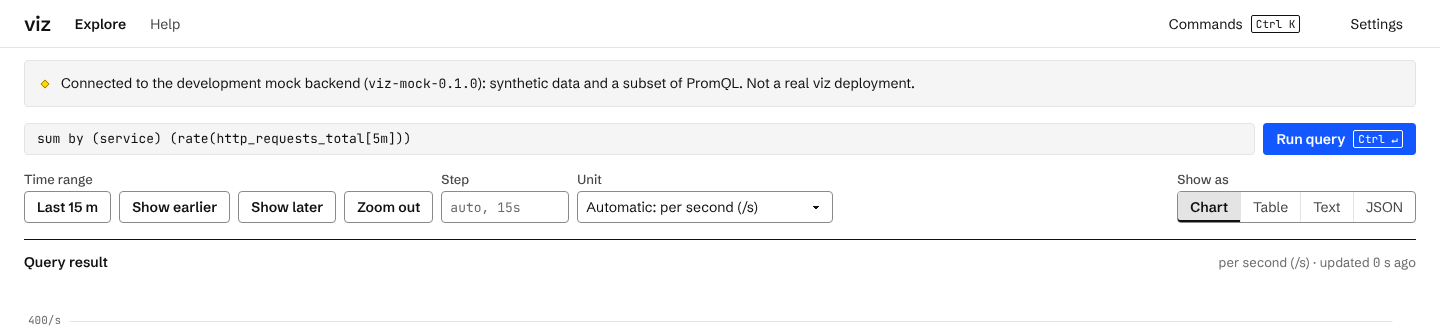 viz Explore Help Commands Ctrl K Settings
Connected to the development mock backend (viz-mock-0.1.0): synthetic data and a subset of PromQL. Not a real viz deployment.
sum by (service) (rate(http_requests_total[5m])) Run query Ctrl ↵
Time range Step Unit Show as
Last 15 m Show earlier Show later Zoom out auto, 15s Automatic: per second (/s) Chart Table Text JSON
Query result per second (/s) · updated 0 s ago
400/s